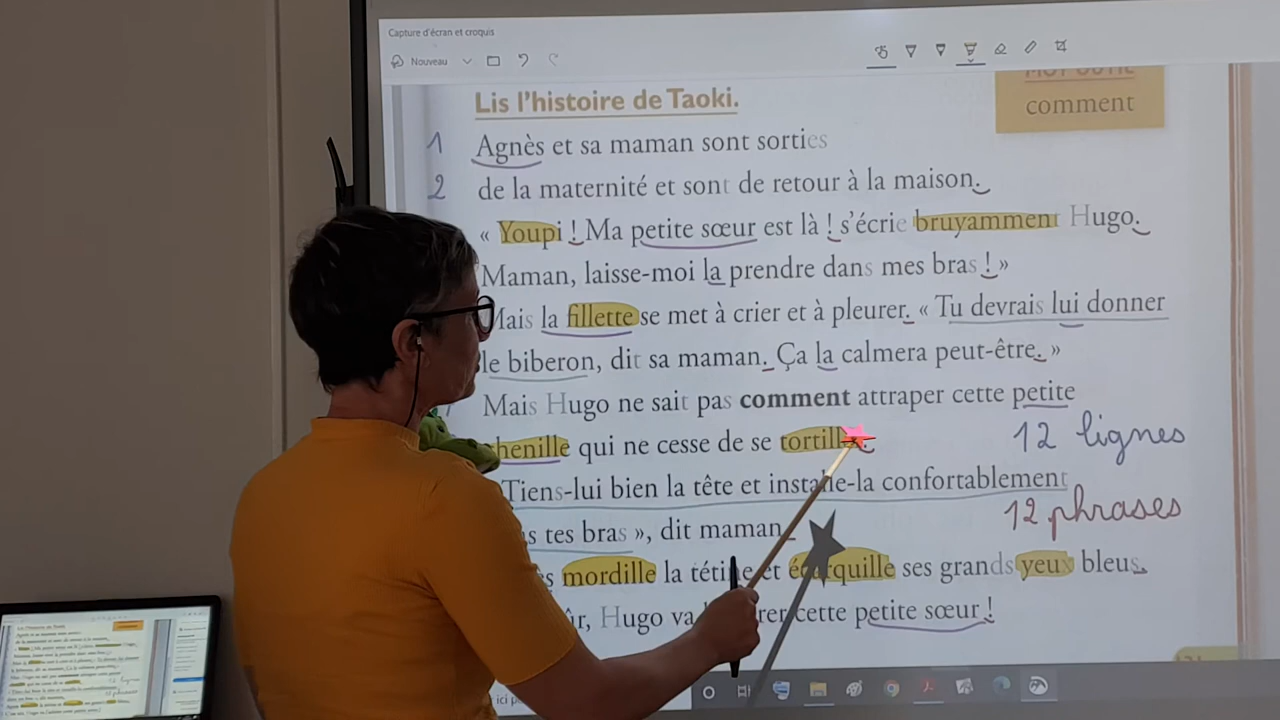 Capture d'écran et croquis
Nouveau
Lis l'histoire de Taoki.
MOT OUTIL
comment
1 Agnès et sa maman sont sorties
2 de la maternité et sont de retour à la maison.
« Youpi ! Ma petite sœur est là ! s'écrie bruyamment Hugo.
Maman, laisse-moi la prendre dans mes bras ! »
Mais la fillette se met à crier et à pleurer. « Tu devrais lui donner
le biberon, dit sa maman. Ça la calmera peut-être. »
Mais Hugo ne sait pas comment attraper cette petite
chenille qui ne cesse de se tortiller.
12 lignes
Tiens-lui bien la tête et installe-la confortablement
tes bras », dit maman.
12 phrases
mordille la tétine et écarquille ses grands yeux bleus.
Hugo va cette petite sœur !
ici